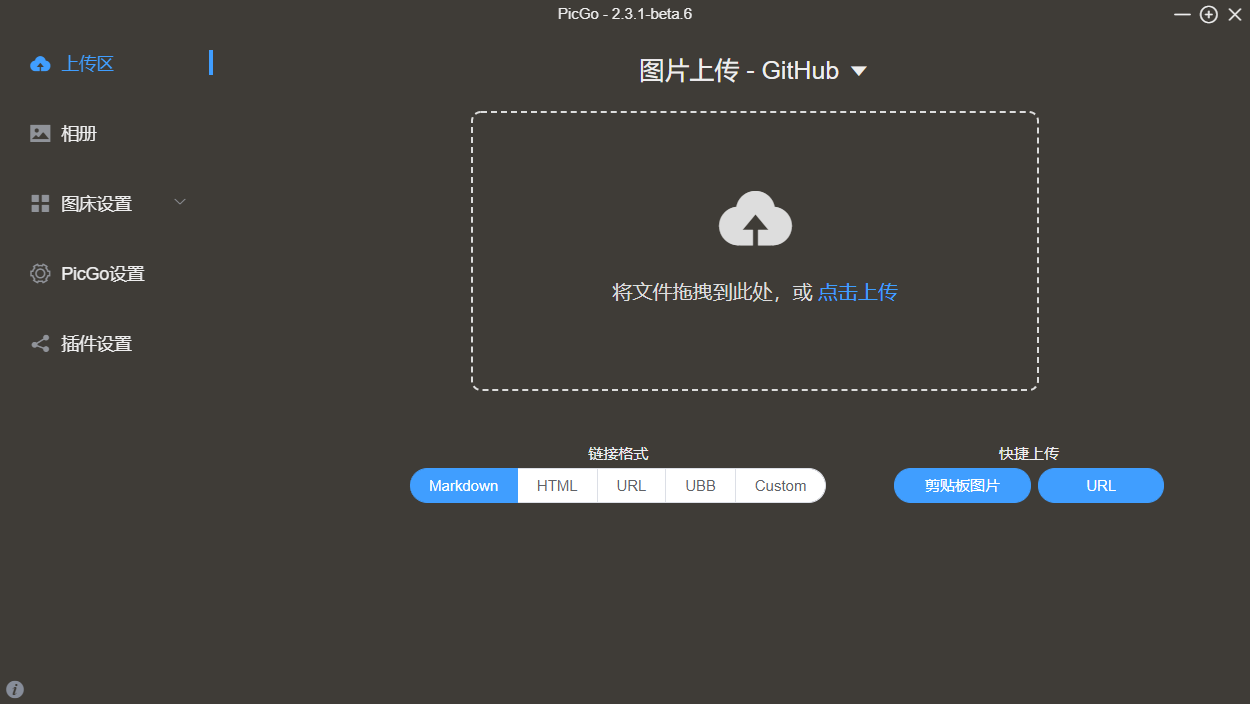 PicGo - 2.3.1-beta.6
上传区
相册
图床设置
PicGo设置
插件设置
图片上传 - GitHub
将文件拖拽到此处，或 点击上传
链接格式
Markdown HTML URL UBB Custom
快捷上传
剪贴板图片 URL